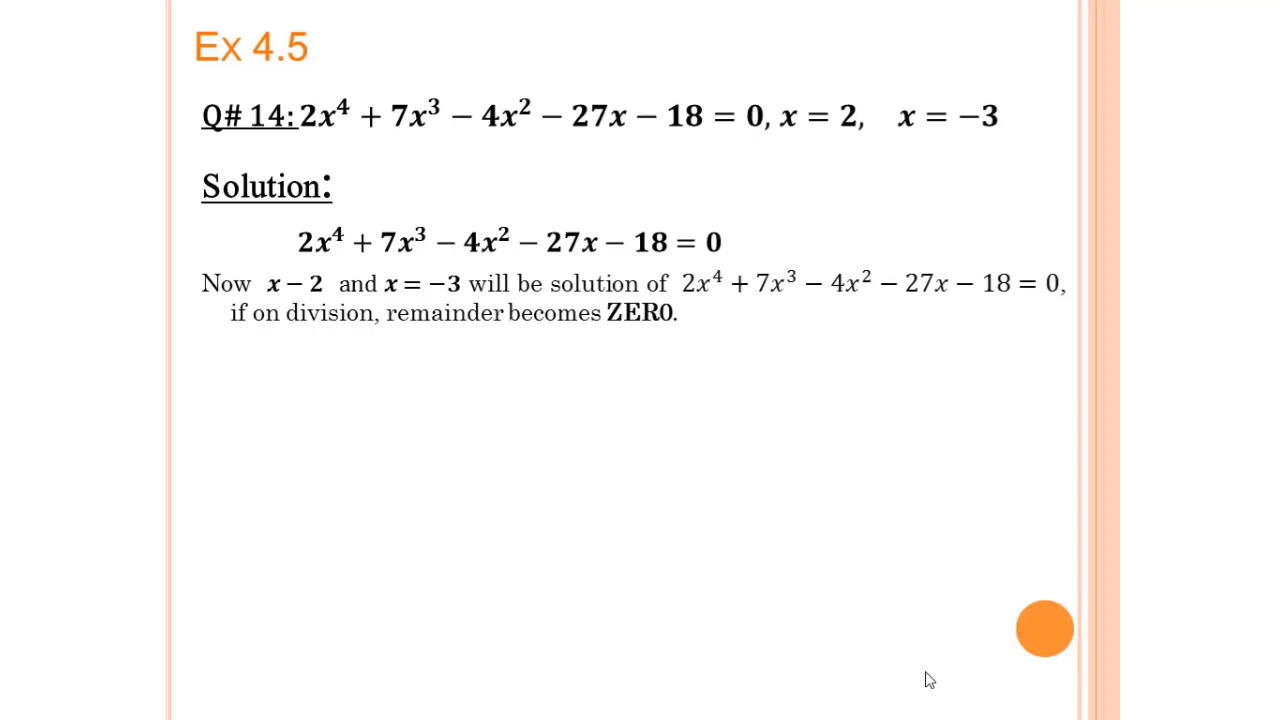 Ex 4.5
Q# 14: 2x⁴ + 7x³ − 4x² − 27x − 18 = 0, x = 2, x = −3
Solution:
2x⁴ + 7x³ − 4x² − 27x − 18 = 0
Now x − 2 and x = −3 will be solution of 2x⁴ + 7x³ − 4x² − 27x − 18 = 0,
if on division, remainder becomes ZER0.